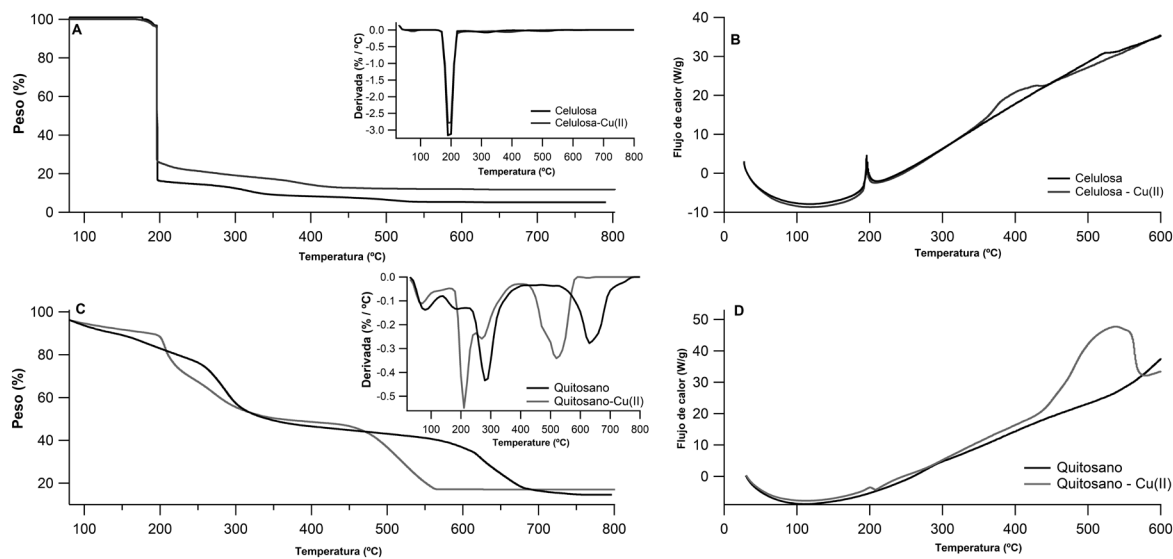 A
Peso (%)
100
80
60
40
20
0
100 200 300 400 500 600 700 800
Temperatura (ºC)
Derivada (% / ºC)
0.0
-0.5
-1.0
-1.5
-2.0
-2.5
-3.0
Celulosa
Celulosa-Cu(II)
100 200 300 400 500 600 700 800
Temperatura (ºC)
B
Flujo de calor (W/g)
40
30
20
10
0
-10
Celulosa
Celulosa - Cu(II)
100 200 300 400 500 600
Temperatura (ºC)
C
Peso (%)
100
80
60
40
20
100 200 300 400 500 600 700 800
Temperatura (ºC)
Derivada (% / ºC)
0.0
-0.1
-0.2
-0.3
-0.4
-0.5
Quitosano
Quitosano-Cu(II)
100 200 300 400 500 600 700 800
Temperature (ºC)
D
Flujo de calor (W/g)
50
40
30
20
10
0
Quitosano
Quitosano - Cu(II)
100 200 300 400 500 600
Temperatura (ºC)